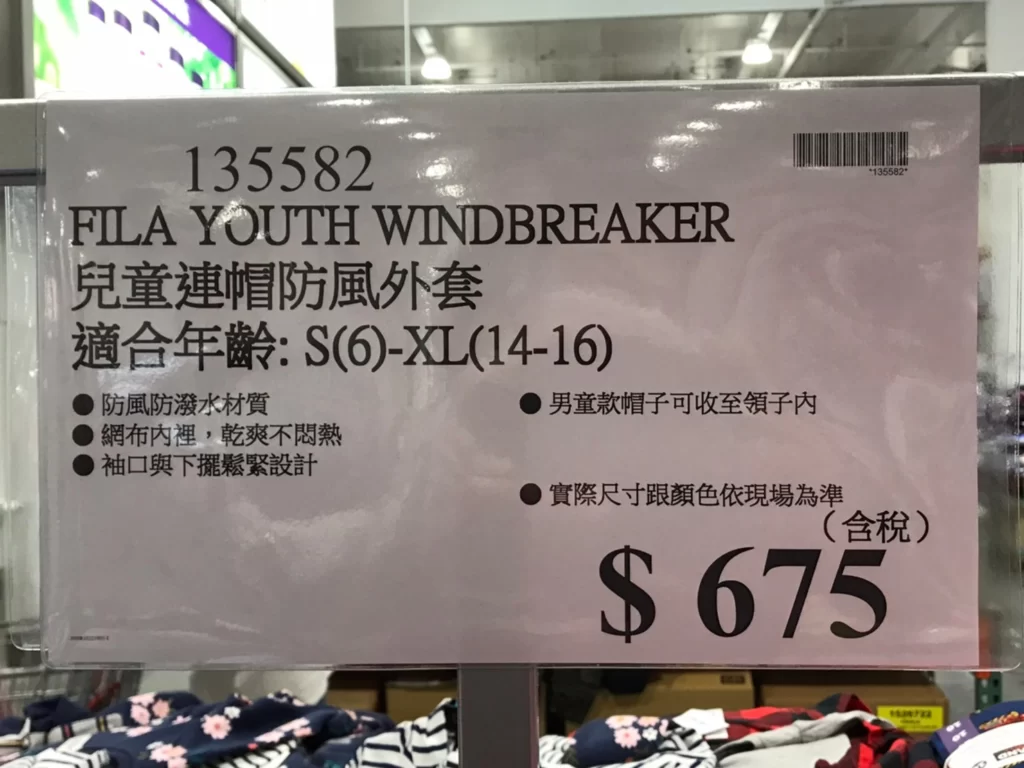 135582
*135582*
FILA YOUTH WINDBREAKER
兒童連帽防風外套
適合年齡: S(6)-XL(14-16)
● 防風防潑水材質
● 網布內裡，乾爽不悶熱
● 袖口與下擺鬆緊設計
● 男童款帽子可收至領子內
● 實際尺寸跟顏色依現場為準
（含稅）
$ 675